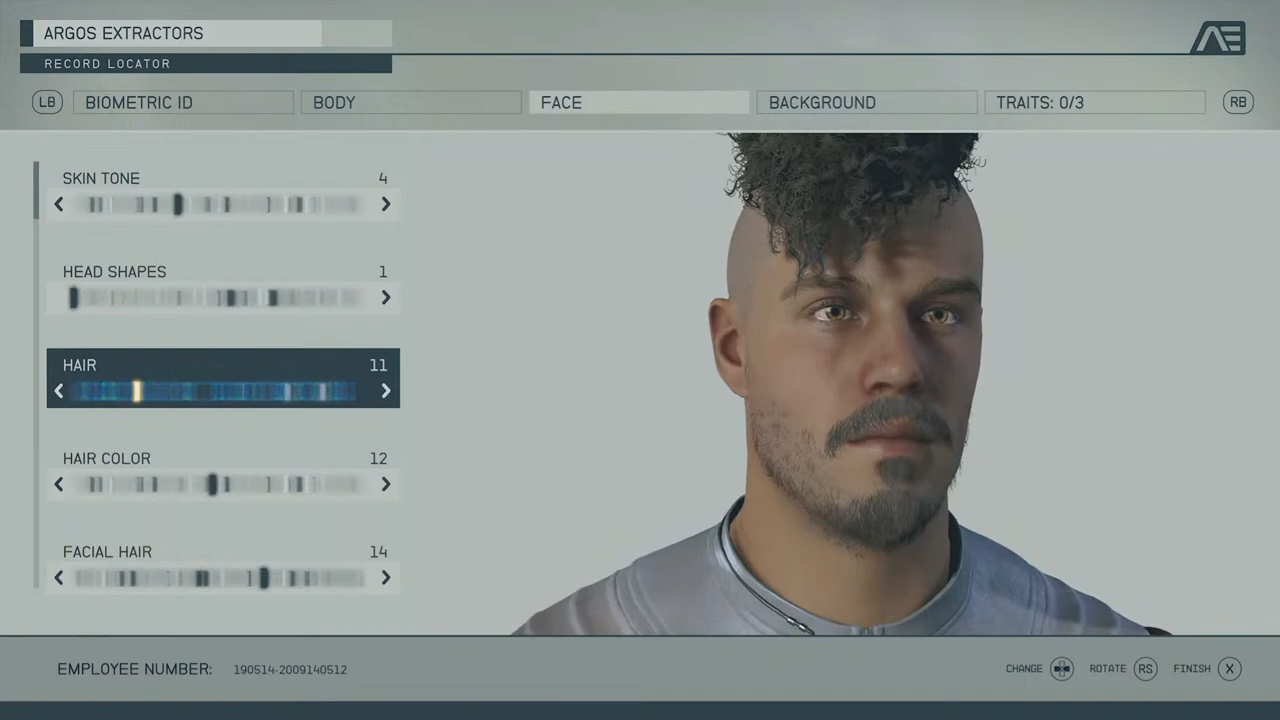 ARGOS EXTRACTORS
AE
RECORD LOCATOR
LB BIOMETRIC ID BODY FACE BACKGROUND TRAITS: 0/3 RB
SKIN TONE 4
HEAD SHAPES 1
HAIR 11
HAIR COLOR 12
FACIAL HAIR 14
EMPLOYEE NUMBER: 190514-2009140512 CHANGE ROTATE RS FINISH X